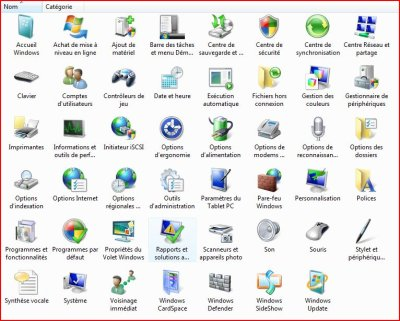 Nom Catégorie
Accueil Windows
Achat de mise à niveau en ligne
Ajout de matériel
Barre des tâches et menu Dém...
Centre de sauvegarde et ...
Centre de sécurité
Centre de synchronisation
Centre Réseau et partage
Clavier
Comptes d'utilisateurs
Contrôleurs de jeu
Date et heure
Exécution automatique
Fichiers hors connexion
Gestion des couleurs
Gestionnaire de périphériques
Imprimantes
Informations et outils de perf...
Initiateur iSCSI
Options d'ergonomie
Options d'alimentation
Options de modems ...
Options de reconnaissan...
Options des dossiers
Options d'indexation
Options Internet
Options régionales ...
Outils d'administration
Paramètres du Tablet PC
Pare-feu Windows
Personnalisation
Polices
Programmes et fonctionnalités
Programmes par défaut
Propriétés du Volet Windows
Rapports et solutions a...
Scanneurs et appareils photo
Son
Souris
Stylet et périphérique...
Synthèse vocale
Système
Voisinage immédiat
Windows CardSpace
Windows Defender
Windows SideShow
Windows Update